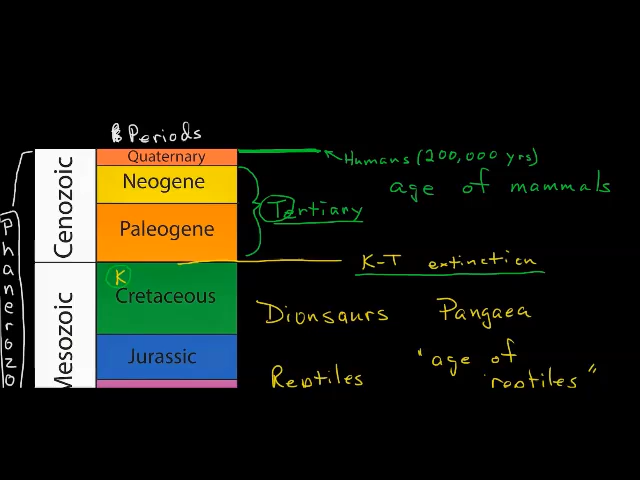 Periods
Quaternary
Humans (200,000 yrs)
Neogene
age of mammals
Tertiary
Paleogene
Cenozoic
K-T extinction
K
Cretaceous
Dionsaurs
Pangaea
Jurassic
"age of
reptiles"
Reptiles
Mesozoic
Phanerozo